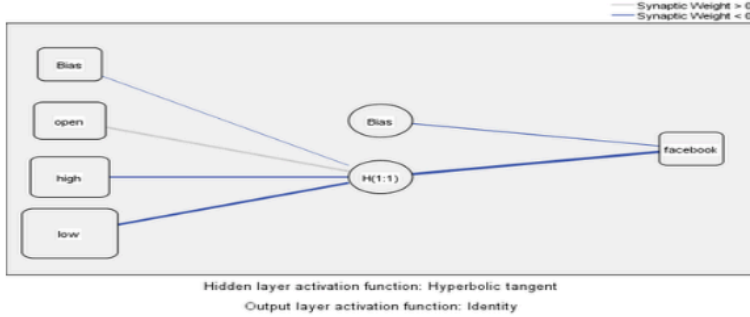 Synaptic Weight > 0
Synaptic Weight < 0
Bias
open
Bias
high
H(1:1)
facebook
low
Hidden layer activation function: Hyperbolic tangent
Output layer activation function: Identity